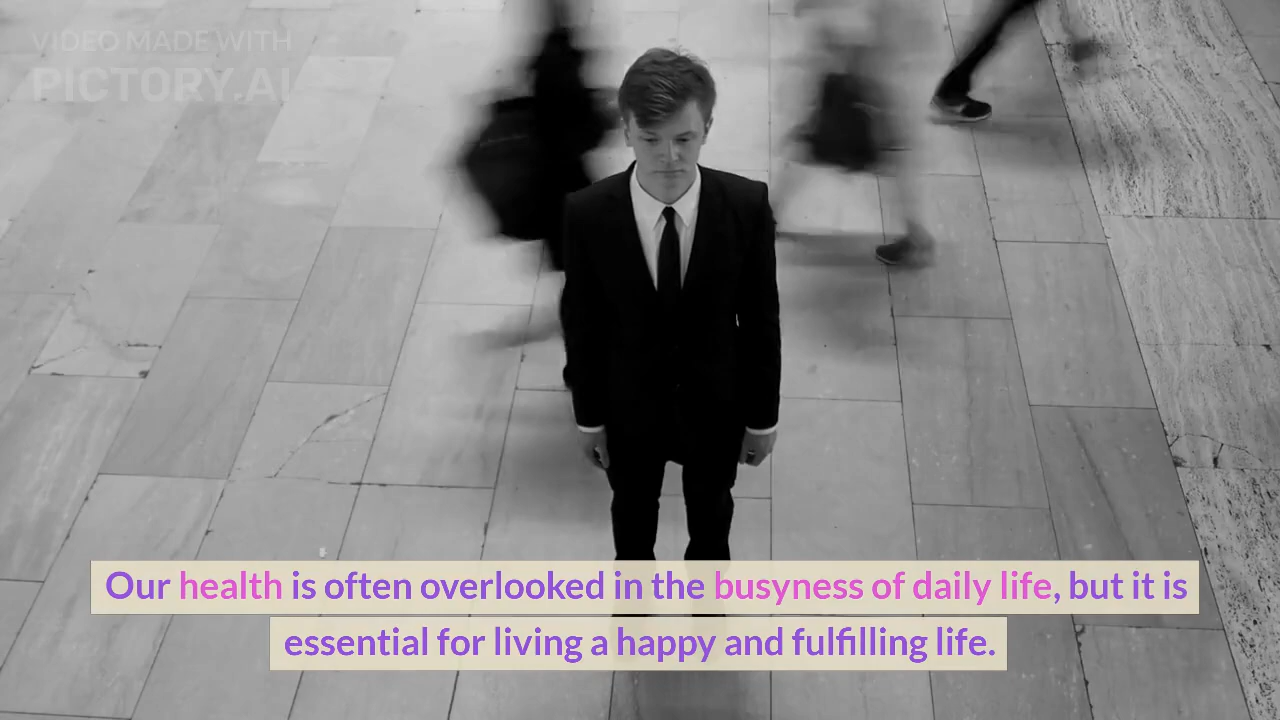 VIDEO MADE WITH
PICTORY.AI
Our health is often overlooked in the busyness of daily life, but it is
essential for living a happy and fulfilling life.